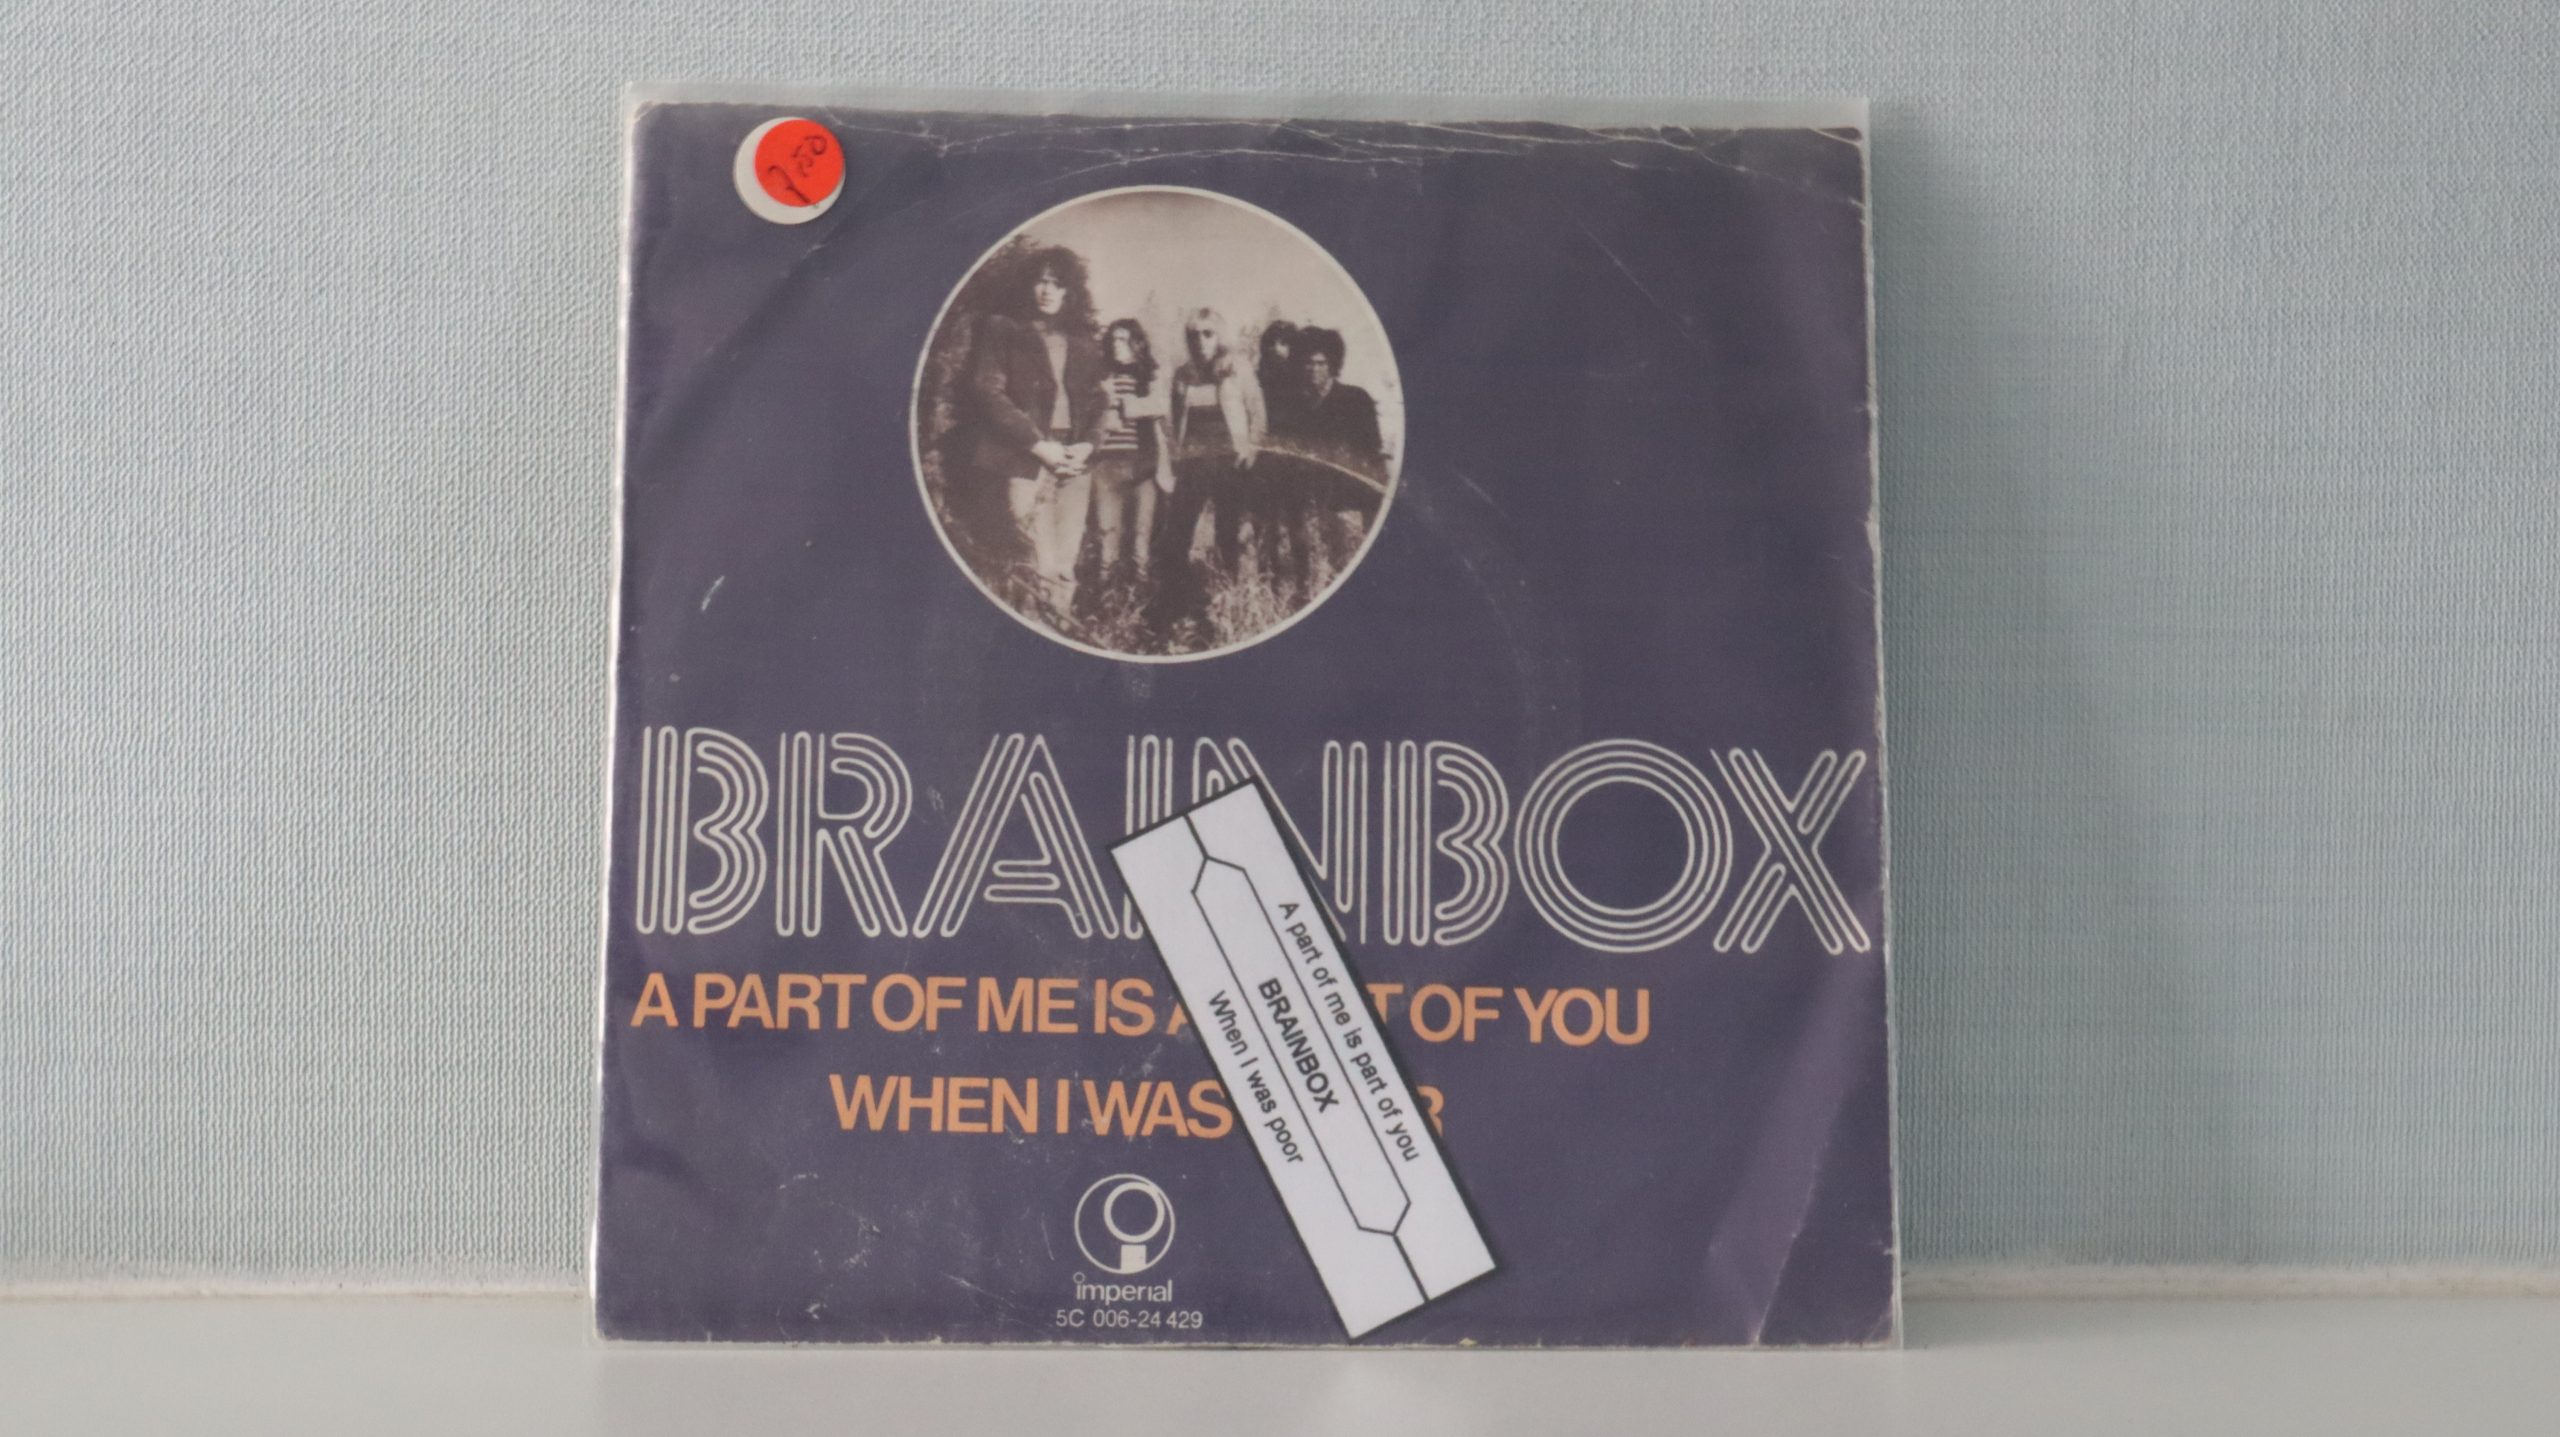 BRAINBOX
A PART OF ME IS A T OF YOU
WHEN I WAS R
imperial
5C 006-24 429
A part of me is part of you
BRAINBOX
When I was poor